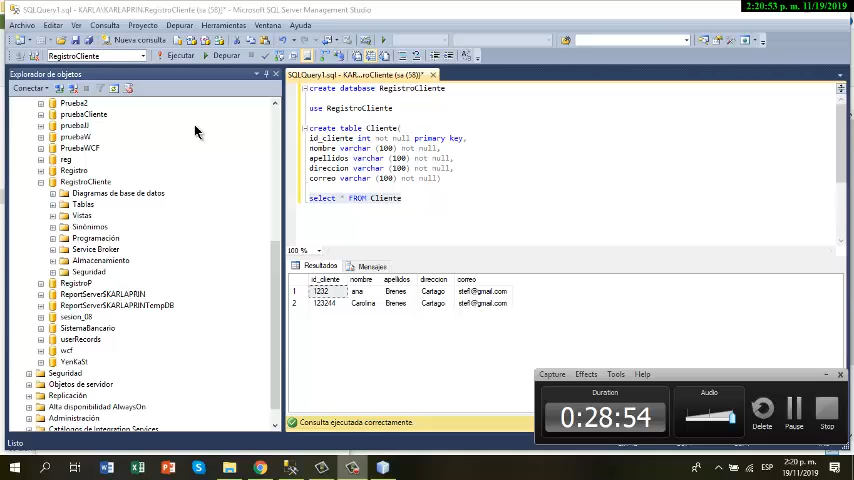 SQLQuery1.sql - KARLA\KARLAPRIN.RegistroCliente (sa (58))* - Microsoft SQL Server Management Studio
2:20:53 p. m. 11/19/2019
Archivo Editar Ver Consulta Proyecto Depurar Herramientas Ventana Ayuda
Nueva consulta
RegistroCliente Ejecutar Depurar
Explorador de objetos
SQLQuery1.sql - KAR...roCliente (sa (58))*
Conectar
Prueba2
pruebaCliente
pruebaJJ
pruebaW
PruebaWCF
reg
Registro
RegistroCliente
Diagramas de base de datos
Tablas
Vistas
Sinónimos
Programación
Service Broker
Almacenamiento
Seguridad
RegistroP
ReportServer$KARLAPRIN
ReportServer$KARLAPRINTempDB
sesion_08
SistemaBancario
userRecords
wcf
YenKaSt
Seguridad
Objetos de servidor
Replicación
Alta disponibilidad AlwaysOn
Administración
Catálogos de Integration Services
create database RegistroCliente
use RegistroCliente
create table Cliente(
id_cliente int not null primary key,
nombre varchar (100) not null,
apellidos varchar (100) not null,
direccion varchar (100) not null,
correo varchar (100) not null)
select * FROM Cliente
100 %
Resultados Mensajes
id_cliente nombre apellidos direccion correo
1 1232 ana Brenes Cartago stefi@gmail.com
2 123244 Carolina Brenes Cartago stefi@gmail.com
Consulta ejecutada correctamente.
Capture Effects Tools Help
Duration
0:28:54
Audio
Delete Pause Stop
Listo
ESP
2:20 p. m.
19/11/2019